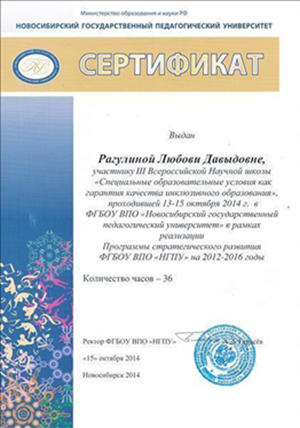 Министерство образования и науки РФ
НОВОСИБИРСКИЙ ГОСУДАРСТВЕННЫЙ ПЕДАГОГИЧЕСКИЙ УНИВЕРСИТЕТ
СЕРТИФИКАТ
Выдан
Рагулиной Любови Давыдовне,
участнику III Всероссийской Научной школы
«Специальные образовательные условия как
гарантия качества инклюзивного образования»,
проходившей 13-15 октября 2014 г. в
ФГБОУ ВПО «Новосибирский государственный
педагогический университет» в рамках
реализации
Программы стратегического развития
ФГБОУ ВПО «НГПУ» на 2012-2016 годы
Количество часов – 36
Ректор ФГБОУ ВПО «НГПУ»
«15» октября 2014
Новосибирск 2014